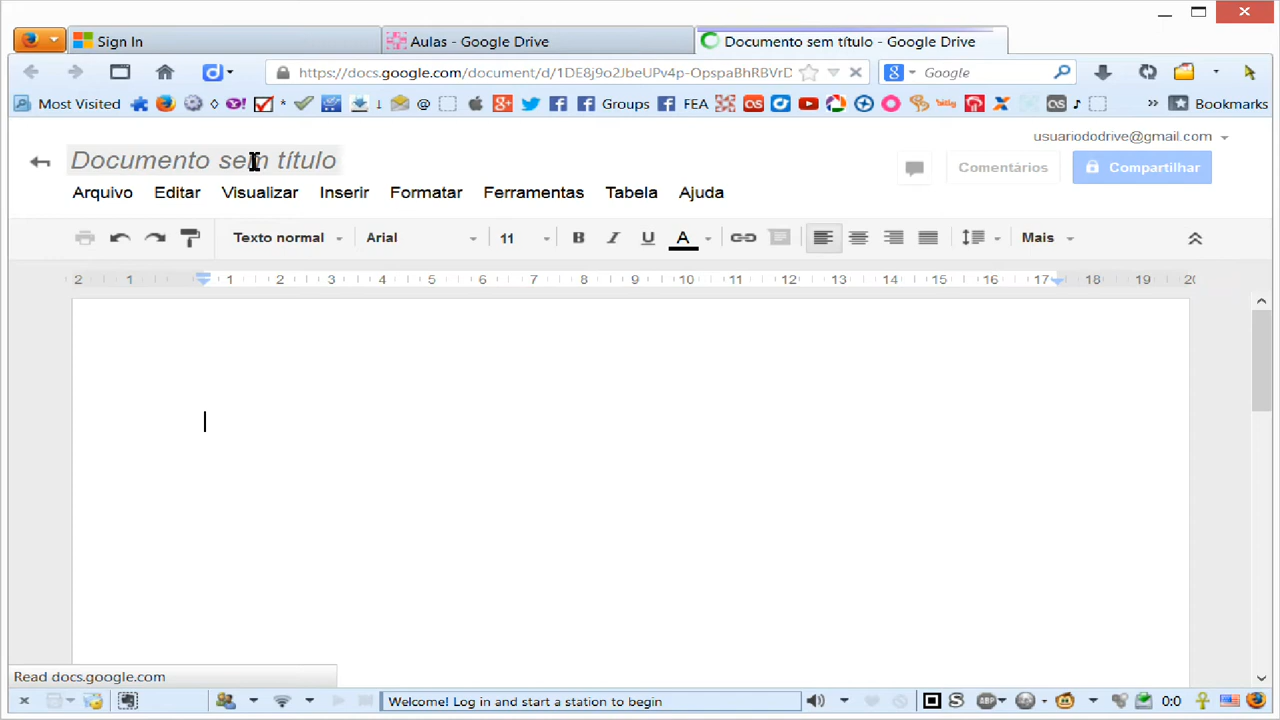 Sign In
Aulas - Google Drive
Documento sem título - Google Drive
https://docs.google.com/document/d/1DE8j9o2JbeUPv4p-OpspaBhRBVrD
Google
Most Visited
Groups
FEA
Bookmarks
usuariododrive@gmail.com
Documento sem título
Comentários
Compartilhar
Arquivo Editar Visualizar Inserir Formatar Ferramentas Tabela Ajuda
Texto normal Arial 11 B I U A Mais
2 1 1 2 3 4 5 6 7 8 9 10 11 12 13 14 15 16 17 18 19 20
Read docs.google.com
Welcome! Log in and start a station to begin
0:0